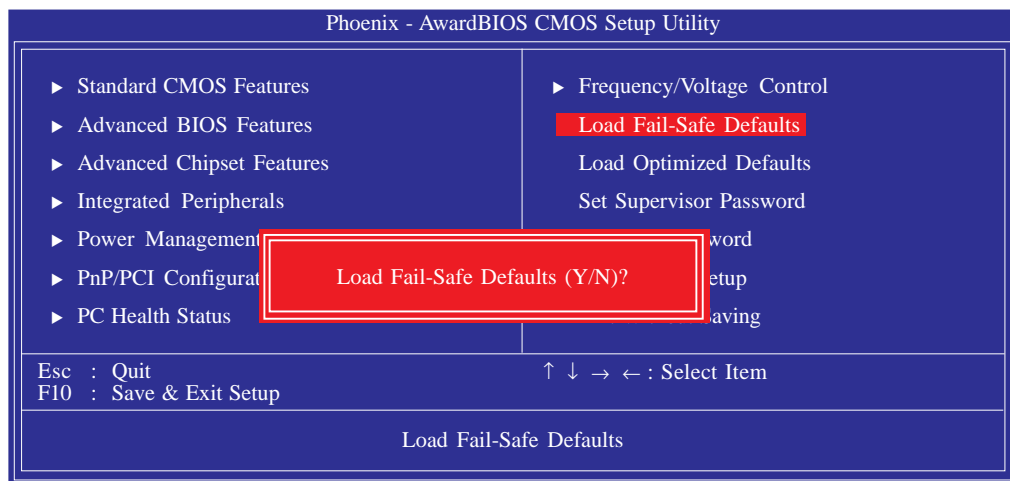 Phoenix - AwardBIOS CMOS Setup Utility
▶ Standard CMOS Features
▶ Advanced BIOS Features
▶ Advanced Chipset Features
▶ Integrated Peripherals
▶ Power Management
▶ PnP/PCI Configurat
▶ PC Health Status
▶ Frequency/Voltage Control
Load Fail-Safe Defaults
Load Optimized Defaults
Set Supervisor Password
word
etup
aving
Load Fail-Safe Defaults (Y/N)?
Esc : Quit
F10 : Save & Exit Setup
↑ ↓ → ← : Select Item
Load Fail-Safe Defaults